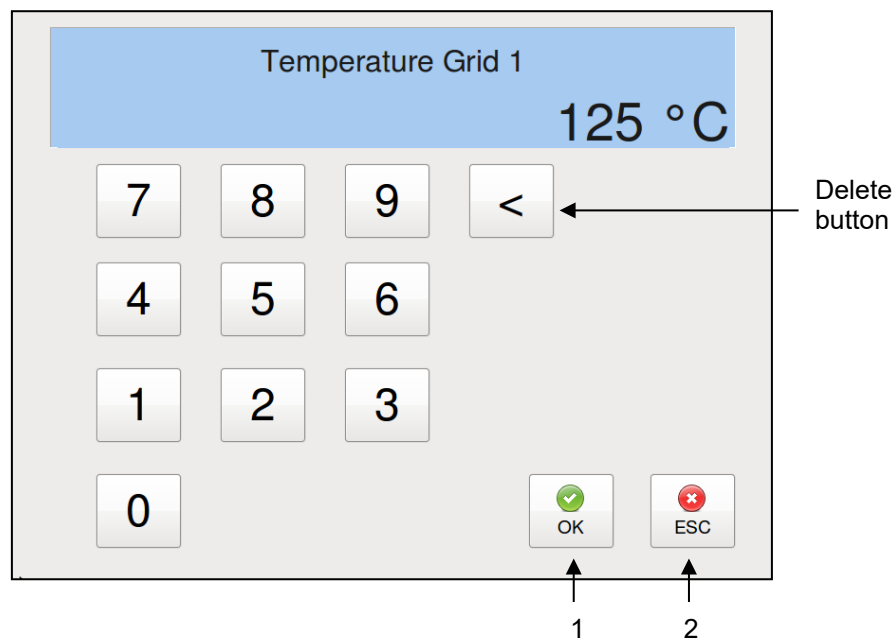 Temperature Grid 1
125 °C
7 8 9 <
Delete
button
4 5 6
1 2 3
0
OK ESC
1 2